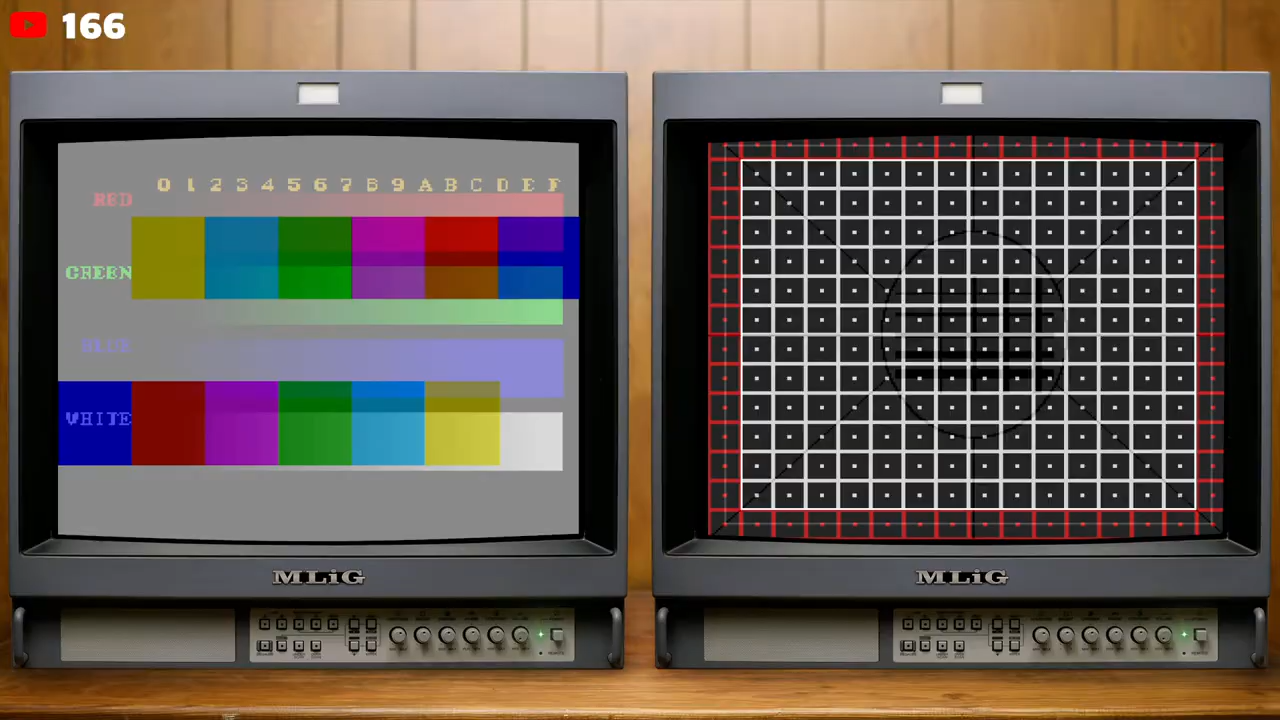 166
0 1 2 3 4 5 6 7 8 9 A B C D E F
RED
GREEN
BLUE
WHITE
MLiG
MLiG